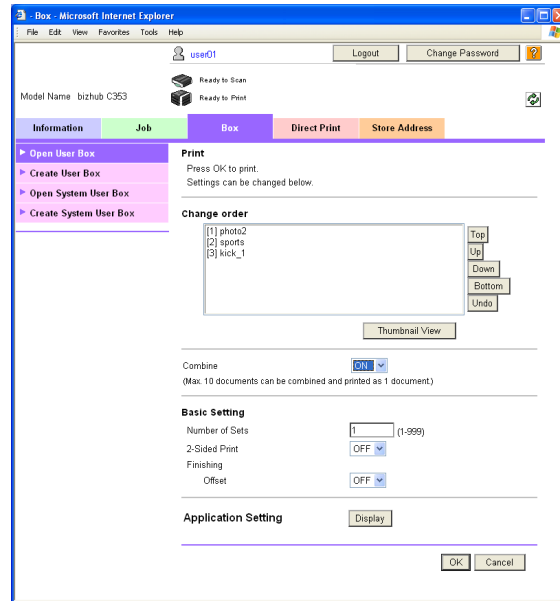 - Box - Microsoft Internet Explorer
File Edit View Favorites Tools Help
user01 Logout Change Password ?
Ready to Scan
Model Name bizhub C353 Ready to Print
Information Job Box Direct Print Store Address
Open User Box
Create User Box
Open System User Box
Create System User Box
Print
Press OK to print.
Settings can be changed below.
Change order
[1] photo2
[2] sports
[3] kick_1
Top
Up
Down
Bottom
Undo
Thumbnail View
Combine ON
(Max. 10 documents can be combined and printed as 1 document.)
Basic Setting
Number of Sets 1 (1-999)
2-Sided Print OFF
Finishing
Offset OFF
Application Setting Display
OK Cancel